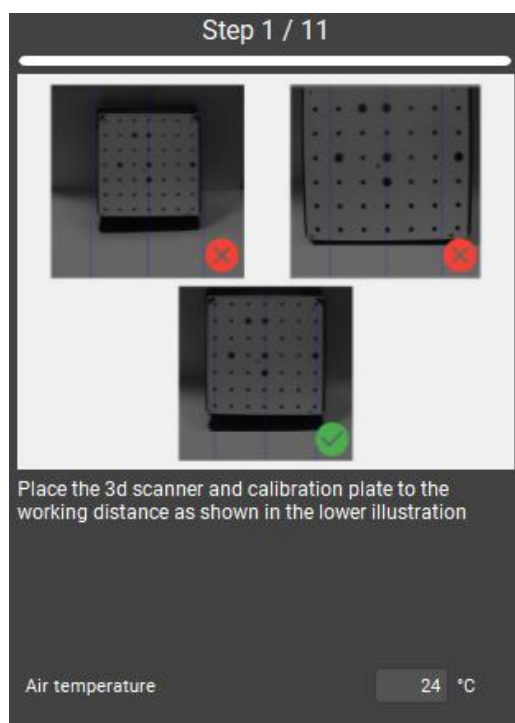 Step 1 / 11
Place the 3d scanner and calibration plate to the
working distance as shown in the lower illustration
Air temperature 24 °C